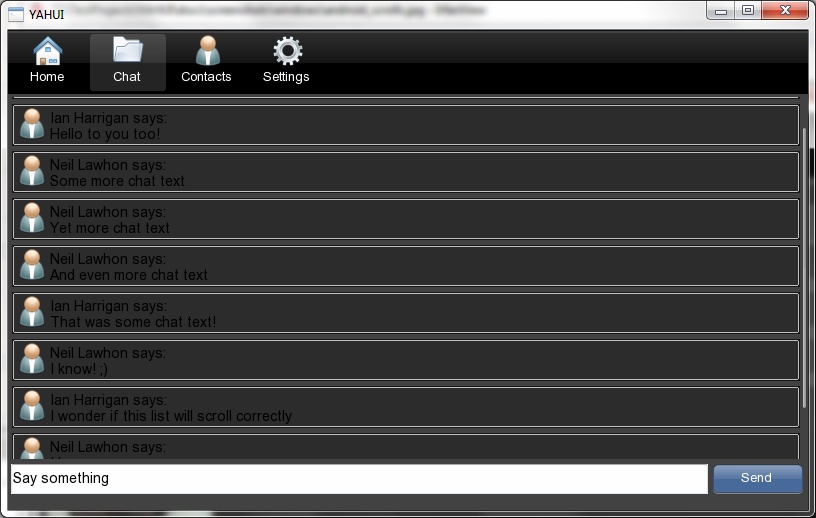 YAHUI
Home
Chat
Contacts
Settings
Ian Harrigan says:
Hello to you too!
Neil Lawhon says:
Some more chat text
Neil Lawhon says:
Yet more chat text
Neil Lawhon says:
And even more chat text
Ian Harrigan says:
That was some chat text!
Neil Lawhon says:
I know! ;)
Ian Harrigan says:
I wonder if this list will scroll correctly
Neil Lawhon says:
Say something
Send